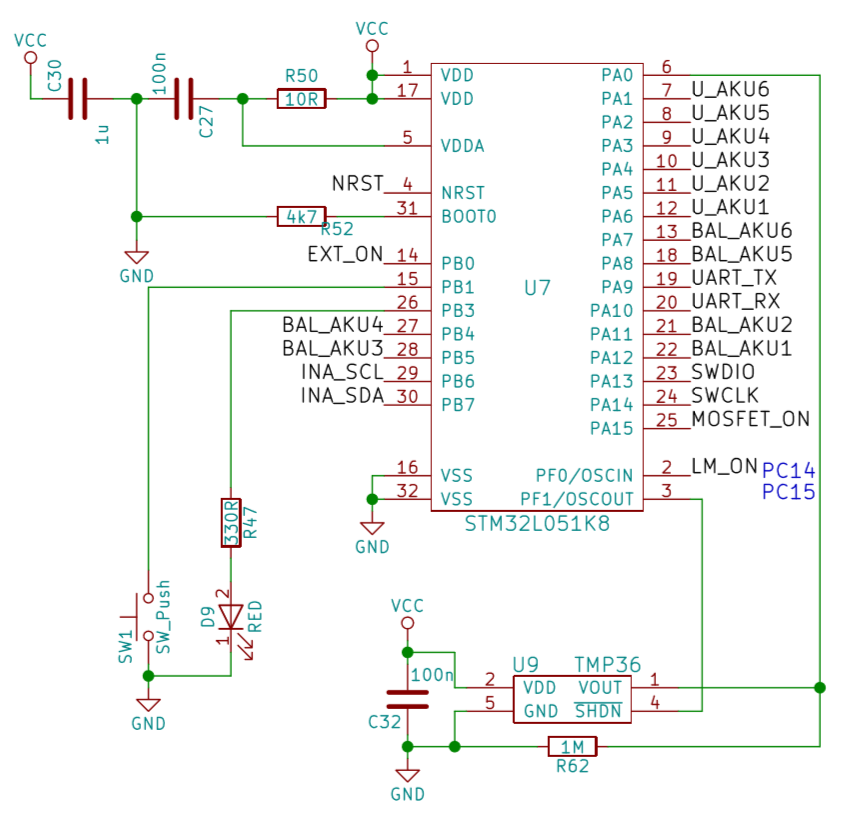 VCC
C30
1u
100n
C27
R50
10R
VCC
GND
4k7
R52
NRST
EXT_ON
BAL_AKU4
BAL_AKU3
INA_SCL
INA_SDA
1 VDD
17 VDD
5 VDDA
4 NRST
31 BOOT0
14 PB0
15 PB1
26 PB3
27 PB4
28 PB5
29 PB6
30 PB7
16 VSS
32 VSS
GND
U7
STM32L051K8
PA0 6
PA1 7 U_AKU6
PA2 8 U_AKU5
PA3 9 U_AKU4
PA4 10 U_AKU3
PA5 11 U_AKU2
PA6 12 U_AKU1
PA7 13 BAL_AKU6
PA8 18 BAL_AKU5
PA9 19 UART_TX
PA10 20 UART_RX
PA11 21 BAL_AKU2
PA12 22 BAL_AKU1
PA13 23 SWDIO
PA14 24 SWCLK
PA15 25 MOSFET_ON
PF0/OSCIN 2 LM_ON PC14
PF1/OSCOUT 3 PC15
330R
R47
SW1
SW_Push
D9
2
1
RED
GND
VCC
100n
C32
GND
U9 TMP36
2 VDD VOUT 1
5 GND SHDN 4
1M
R62